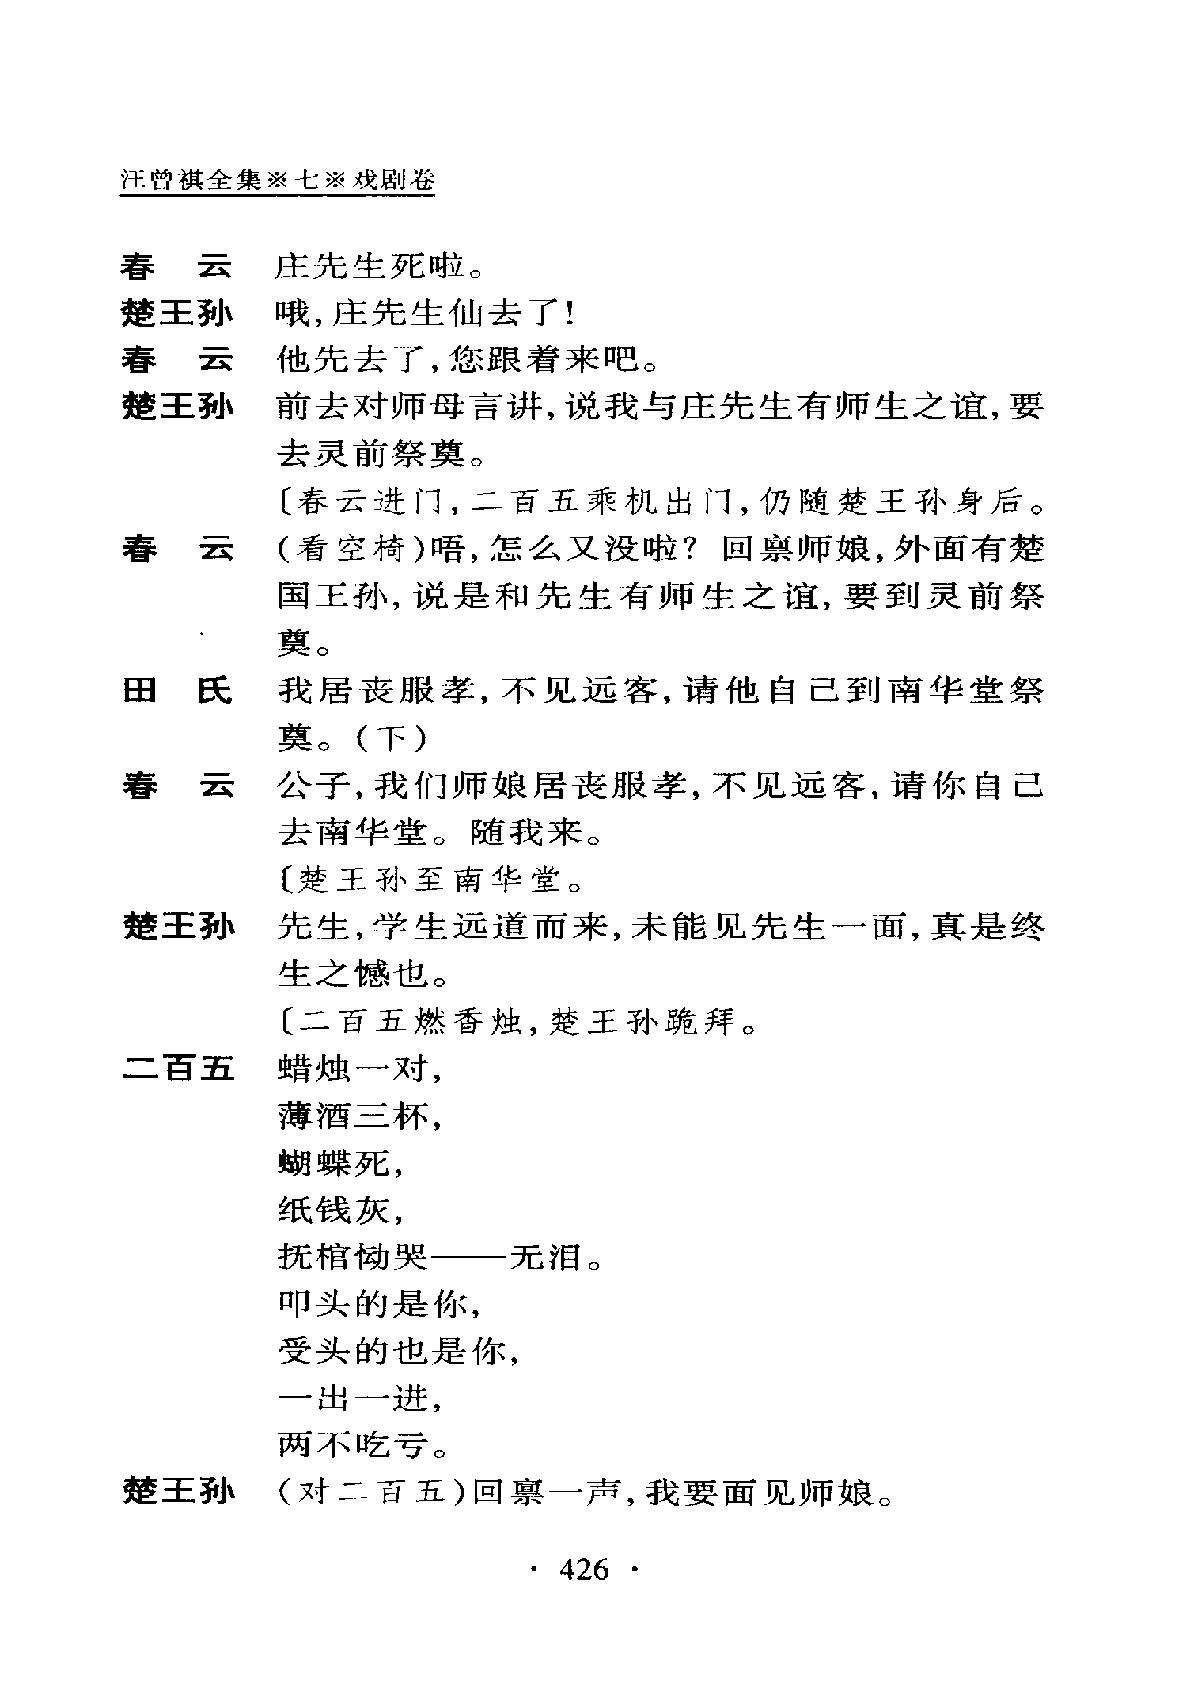 汪曾祺全集※七※戏剧卷
春　云　庄先生死啦。
楚王孙　哦,庄先生仙去了!
春　云　他先去了,您跟着来吧。
楚王孙　前去对师母言讲,说我与庄先生有师生之谊,要
去灵前祭奠。
〔春云进门,二百五乘机出门,仍随楚王孙身后。
春　云　(看空椅)唔,怎么又没啦? 回禀师娘,外面有楚
国王孙,说是和先生有师生之谊,要到灵前祭
奠。
田　氏　我居丧服孝,不见远客,请他自己到南华堂祭
奠。(下)
春　云　公子,我们师娘居丧服孝,不见远客,请你自己
去南华堂。随我来。
〔楚王孙至南华堂。
楚王孙　先生,学生远道而来,未能见先生一面,真是终
生之憾也。
〔二百五燃香烛,楚王孙跪拜。
二百五　蜡烛一对,
薄酒三杯,
蝴蝶死,
纸钱灰,
抚棺恸哭——无泪。
叩头的是你,
受头的也是你,
一出一进,
两不吃亏。
楚王孙　(对二百五)回禀一声,我要面见师娘。
· 426 ·